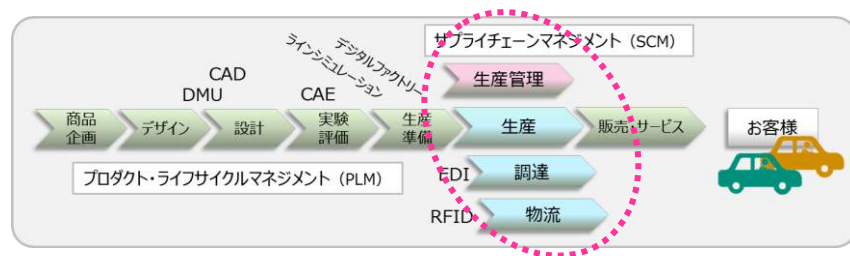 サプライチェーンマネジメント（SCM）
デジタルファクトリー
ラインシミュレーション
生産管理
CAD
DMU
CAE
商品
企画
デザイン
設計
実験
評価
生産
準備
生産
販売・サービス
お客様
プロダクト・ライフサイクルマネジメント（PLM）
EDI
調達
RFID
物流